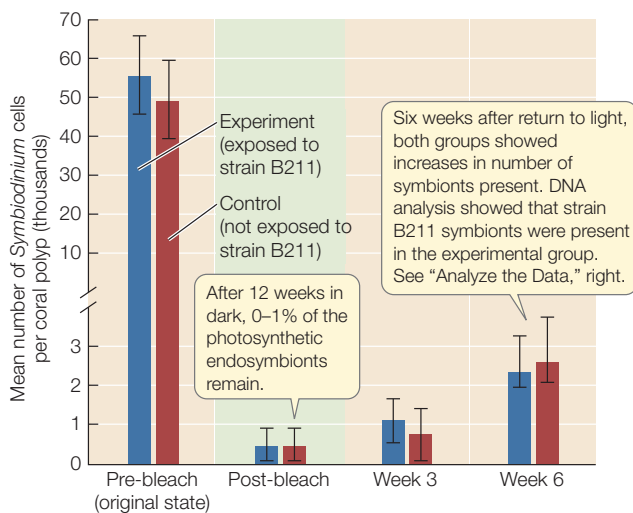 Mean number of Symbiodinium cells
per coral polyp (thousands)
70
60
50
40
30
20
10
3
2
1
0
Experiment
(exposed to
strain B211)
Control
(not exposed to
strain B211)
After 12 weeks in
dark, 0–1% of the
photosynthetic
endosymbionts
remain.
Six weeks after return to light,
both groups showed
increases in number of
symbionts present. DNA
analysis showed that strain
B211 symbionts were present
in the experimental group.
See “Analyze the Data,” right.
Pre-bleach
(original state)
Post-bleach
Week 3
Week 6